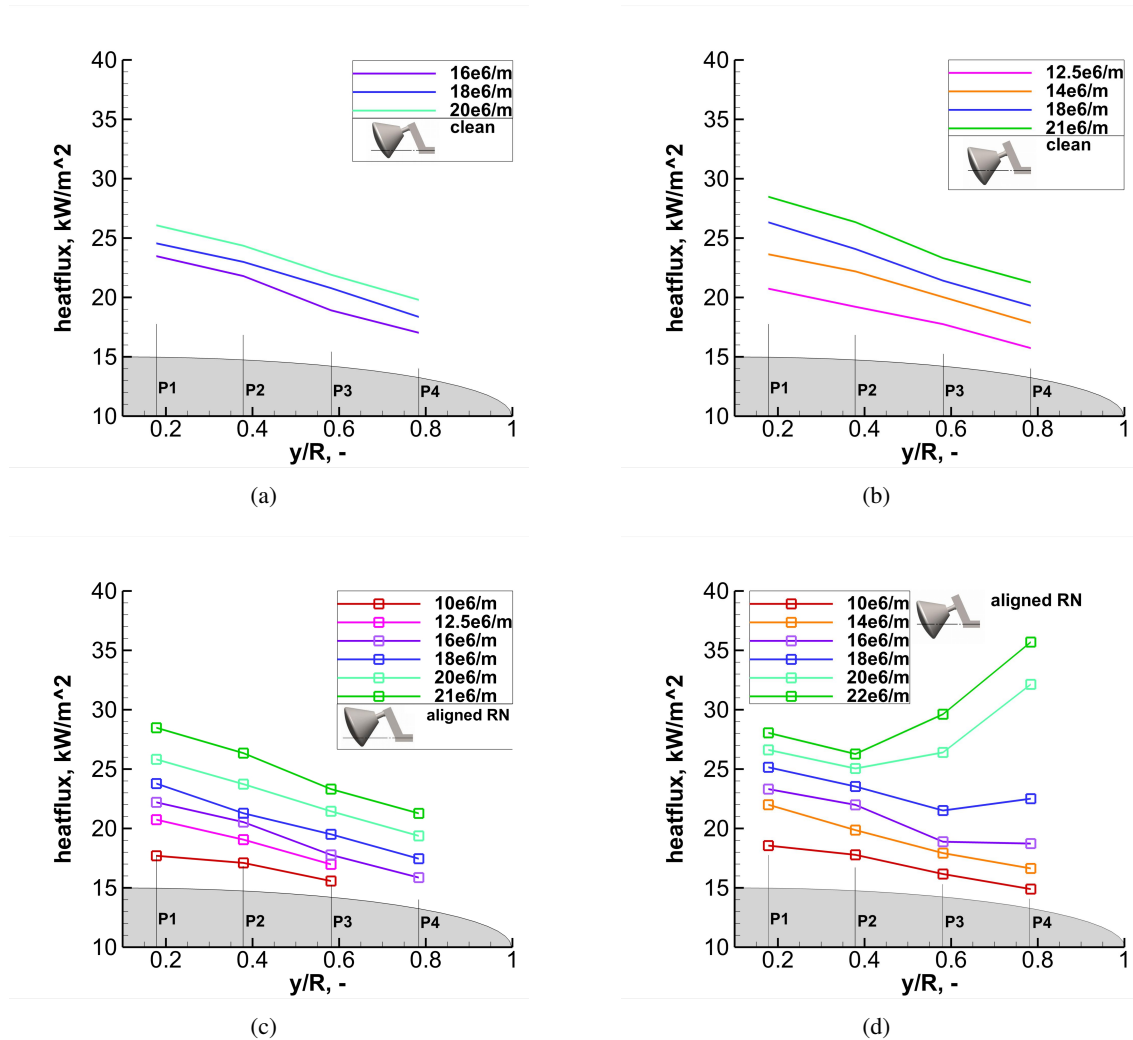 40
35
30
25
20
15
10
heatflux, kW/m^2
16e6/m
18e6/m
20e6/m
clean
P1
P2
P3
P4
0.2
0.4
0.6
0.8
1
y/R, -
(a)
40
35
30
25
20
15
10
heatflux, kW/m^2
12.5e6/m
14e6/m
18e6/m
21e6/m
clean
P1
P2
P3
P4
0.2
0.4
0.6
0.8
1
y/R, -
(b)
40
35
30
25
20
15
10
heatflux, kW/m^2
10e6/m
12.5e6/m
16e6/m
18e6/m
20e6/m
21e6/m
aligned RN
P1
P2
P3
P4
0.2
0.4
0.6
0.8
1
y/R, -
(c)
40
35
30
25
20
15
10
heatflux, kW/m^2
10e6/m
14e6/m
16e6/m
18e6/m
20e6/m
22e6/m
aligned RN
P1
P2
P3
P4
0.2
0.4
0.6
0.8
1
y/R, -
(d)